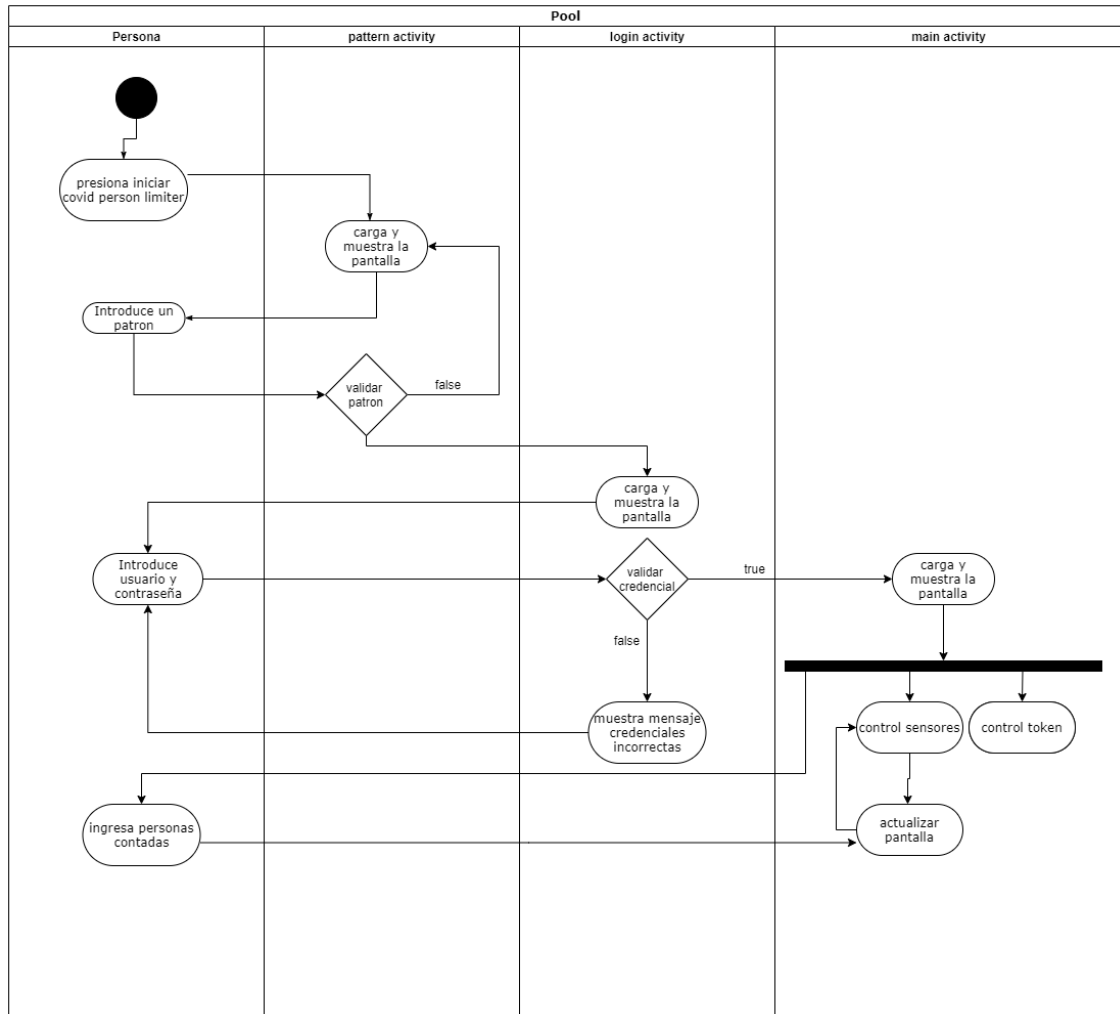 Pool
Persona
pattern activity
login activity
main activity
presiona iniciar
covid person limiter
carga y
muestra la
pantalla
Introduce un
patron
validar
patron
false
carga y
muestra la
pantalla
Introduce
usuario y
contraseña
validar
credencial
true
carga y
muestra la
pantalla
false
muestra mensaje
credenciales
incorrectas
control sensores
control token
ingresa personas
contadas
actualizar
pantalla